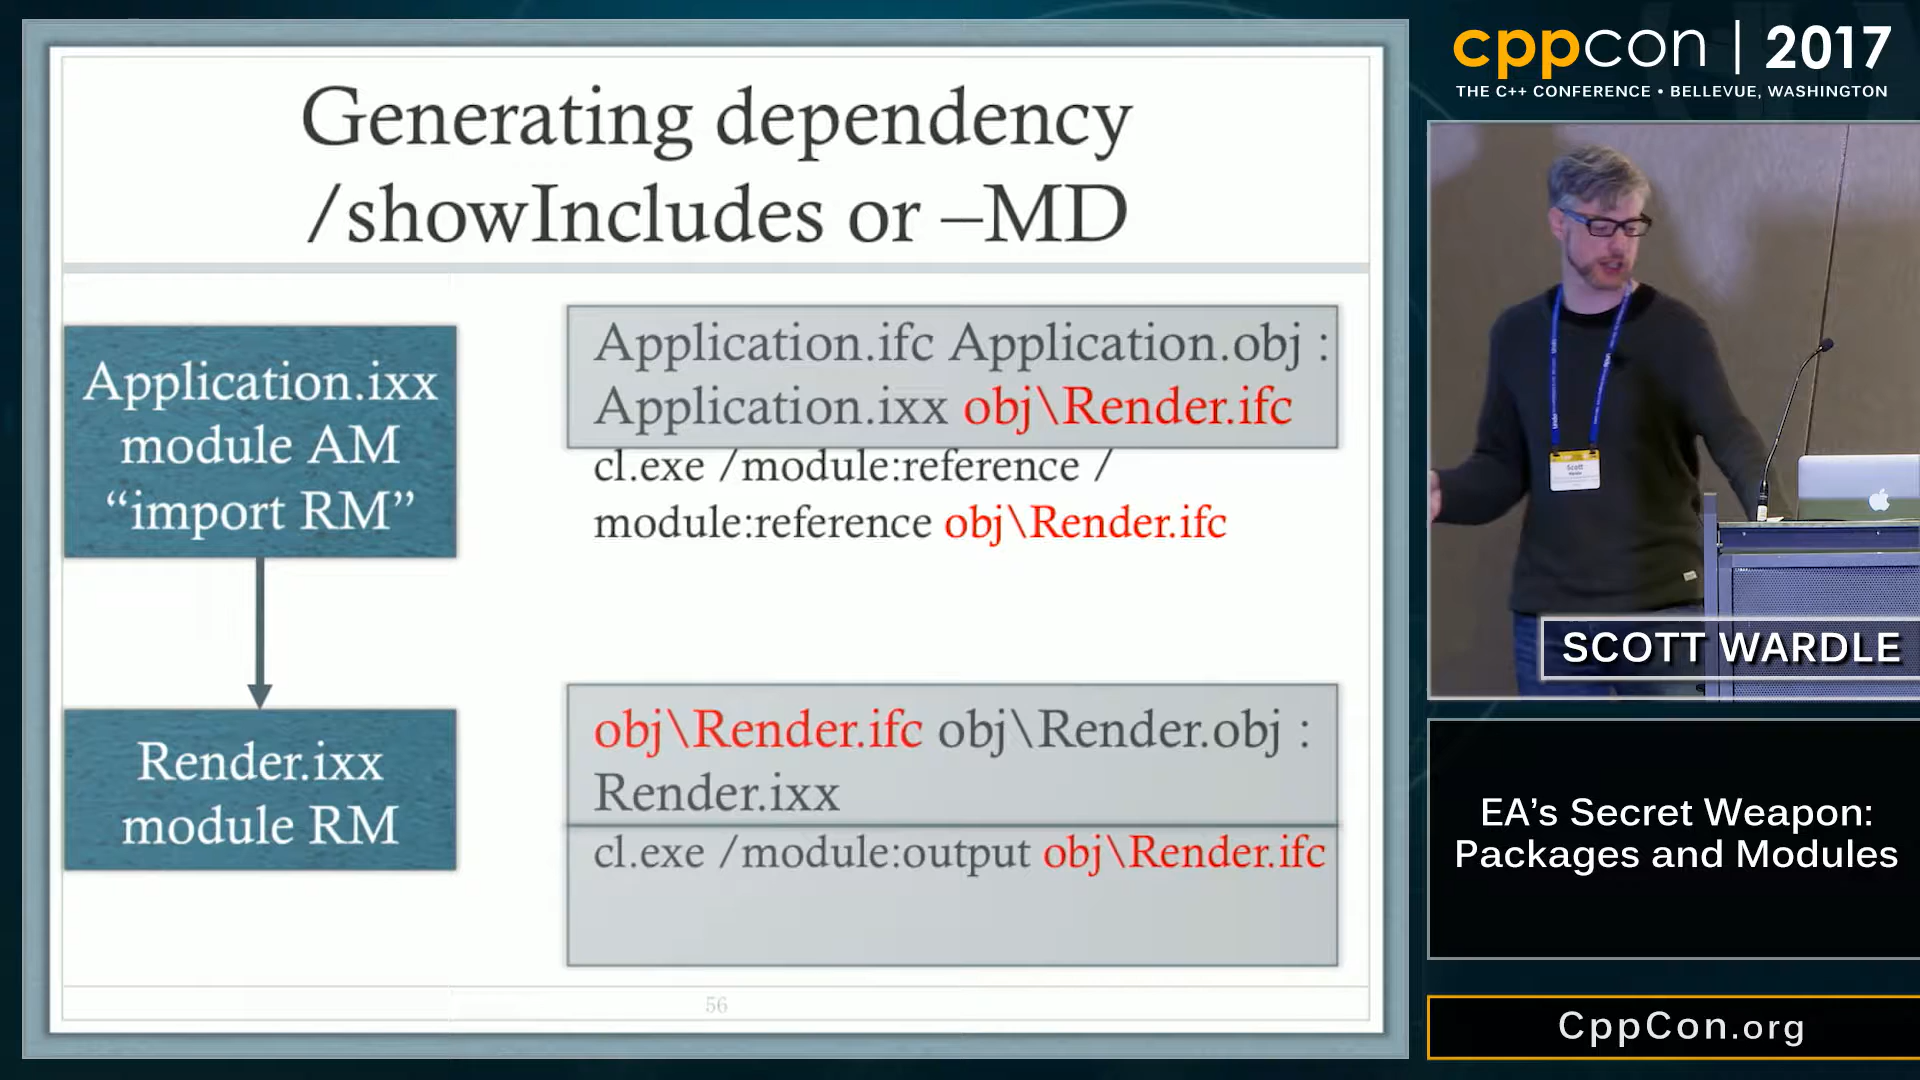 Generating dependency
/showIncludes or –MD
Application.ixx
module AM
“import RM”
Application.ifc Application.obj :
Application.ixx obj\Render.ifc
cl.exe /module:reference /
module:reference obj\Render.ifc
Render.ixx
module RM
obj\Render.ifc obj\Render.obj :
Render.ixx
cl.exe /module:output obj\Render.ifc
56
cppcon | 2017
THE C++ CONFERENCE • BELLEVUE, WASHINGTON
Scott
SCOTT WARDLE
EA’s Secret Weapon:
Packages and Modules
CppCon.org